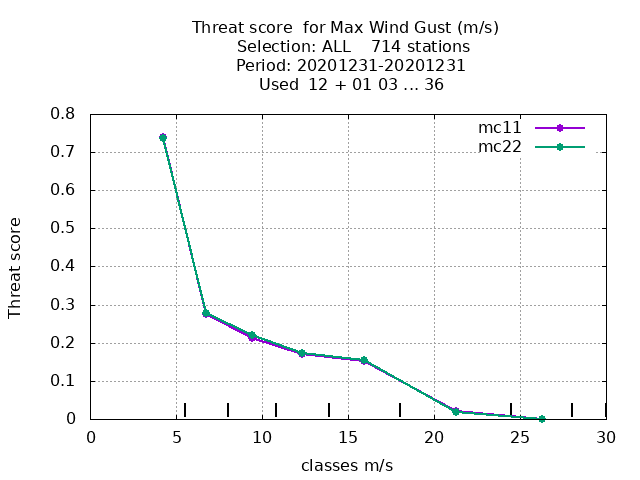 Threat score  for Max Wind Gust (m/s)
Selection: ALL    714 stations
Period: 20201231-20201231
Used  12 + 01 03 ... 36
mc11
mc22
0.8
0.7
0.6
0.5
0.4
0.3
0.2
0.1
0
Threat score
0 5 10 15 20 25 30
classes m/s